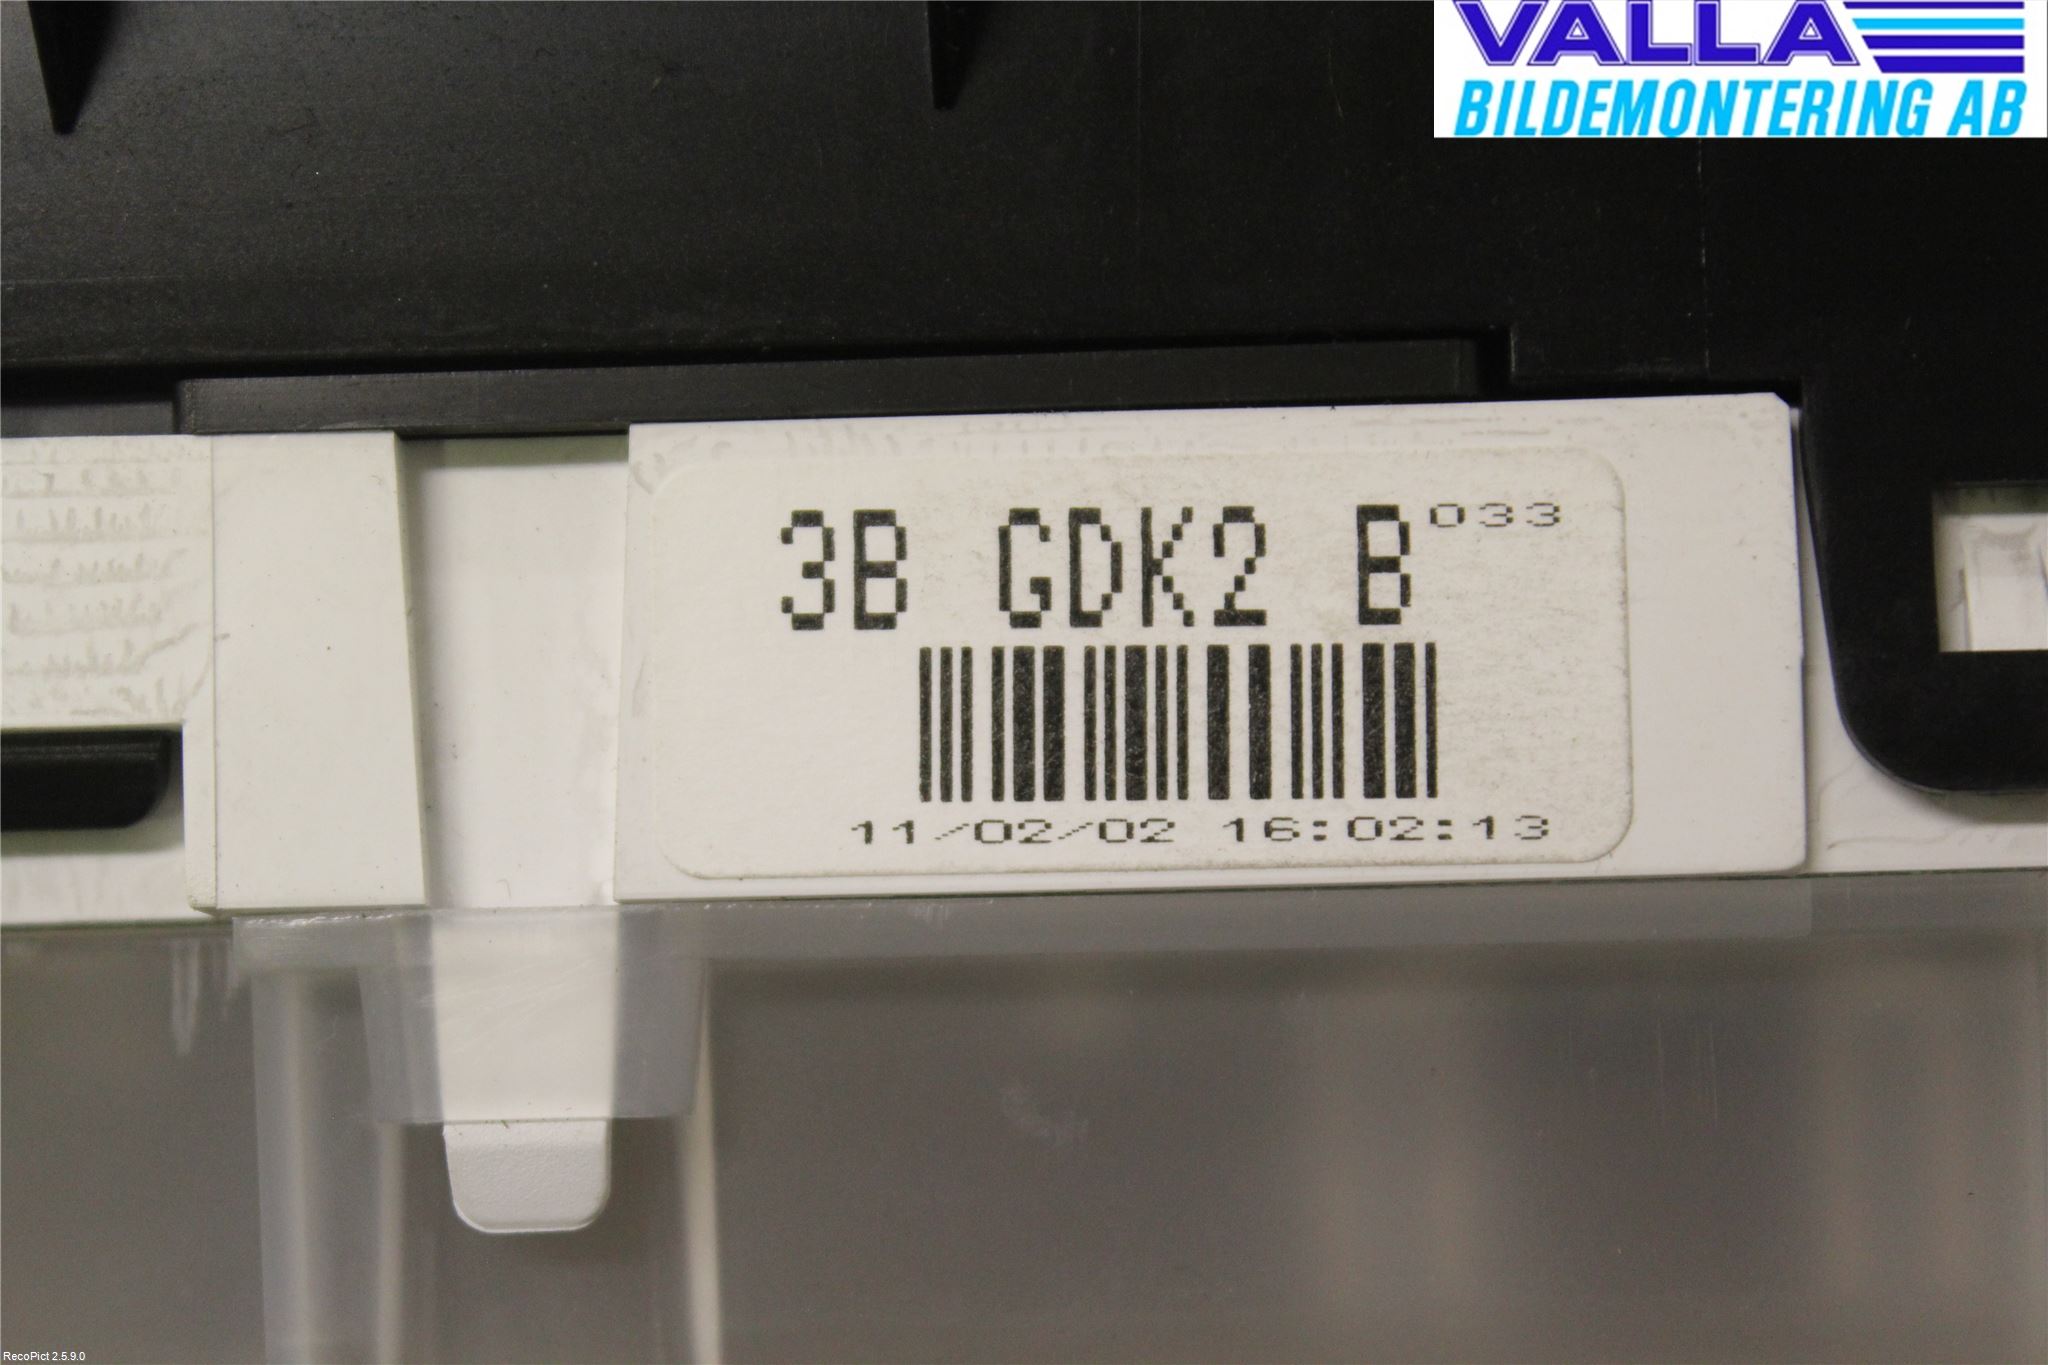 VALLA
BILDEMONTERING AB
3B GDK2 B 033
11/02/02 16:02:13
RecoPict 2.5.9.0